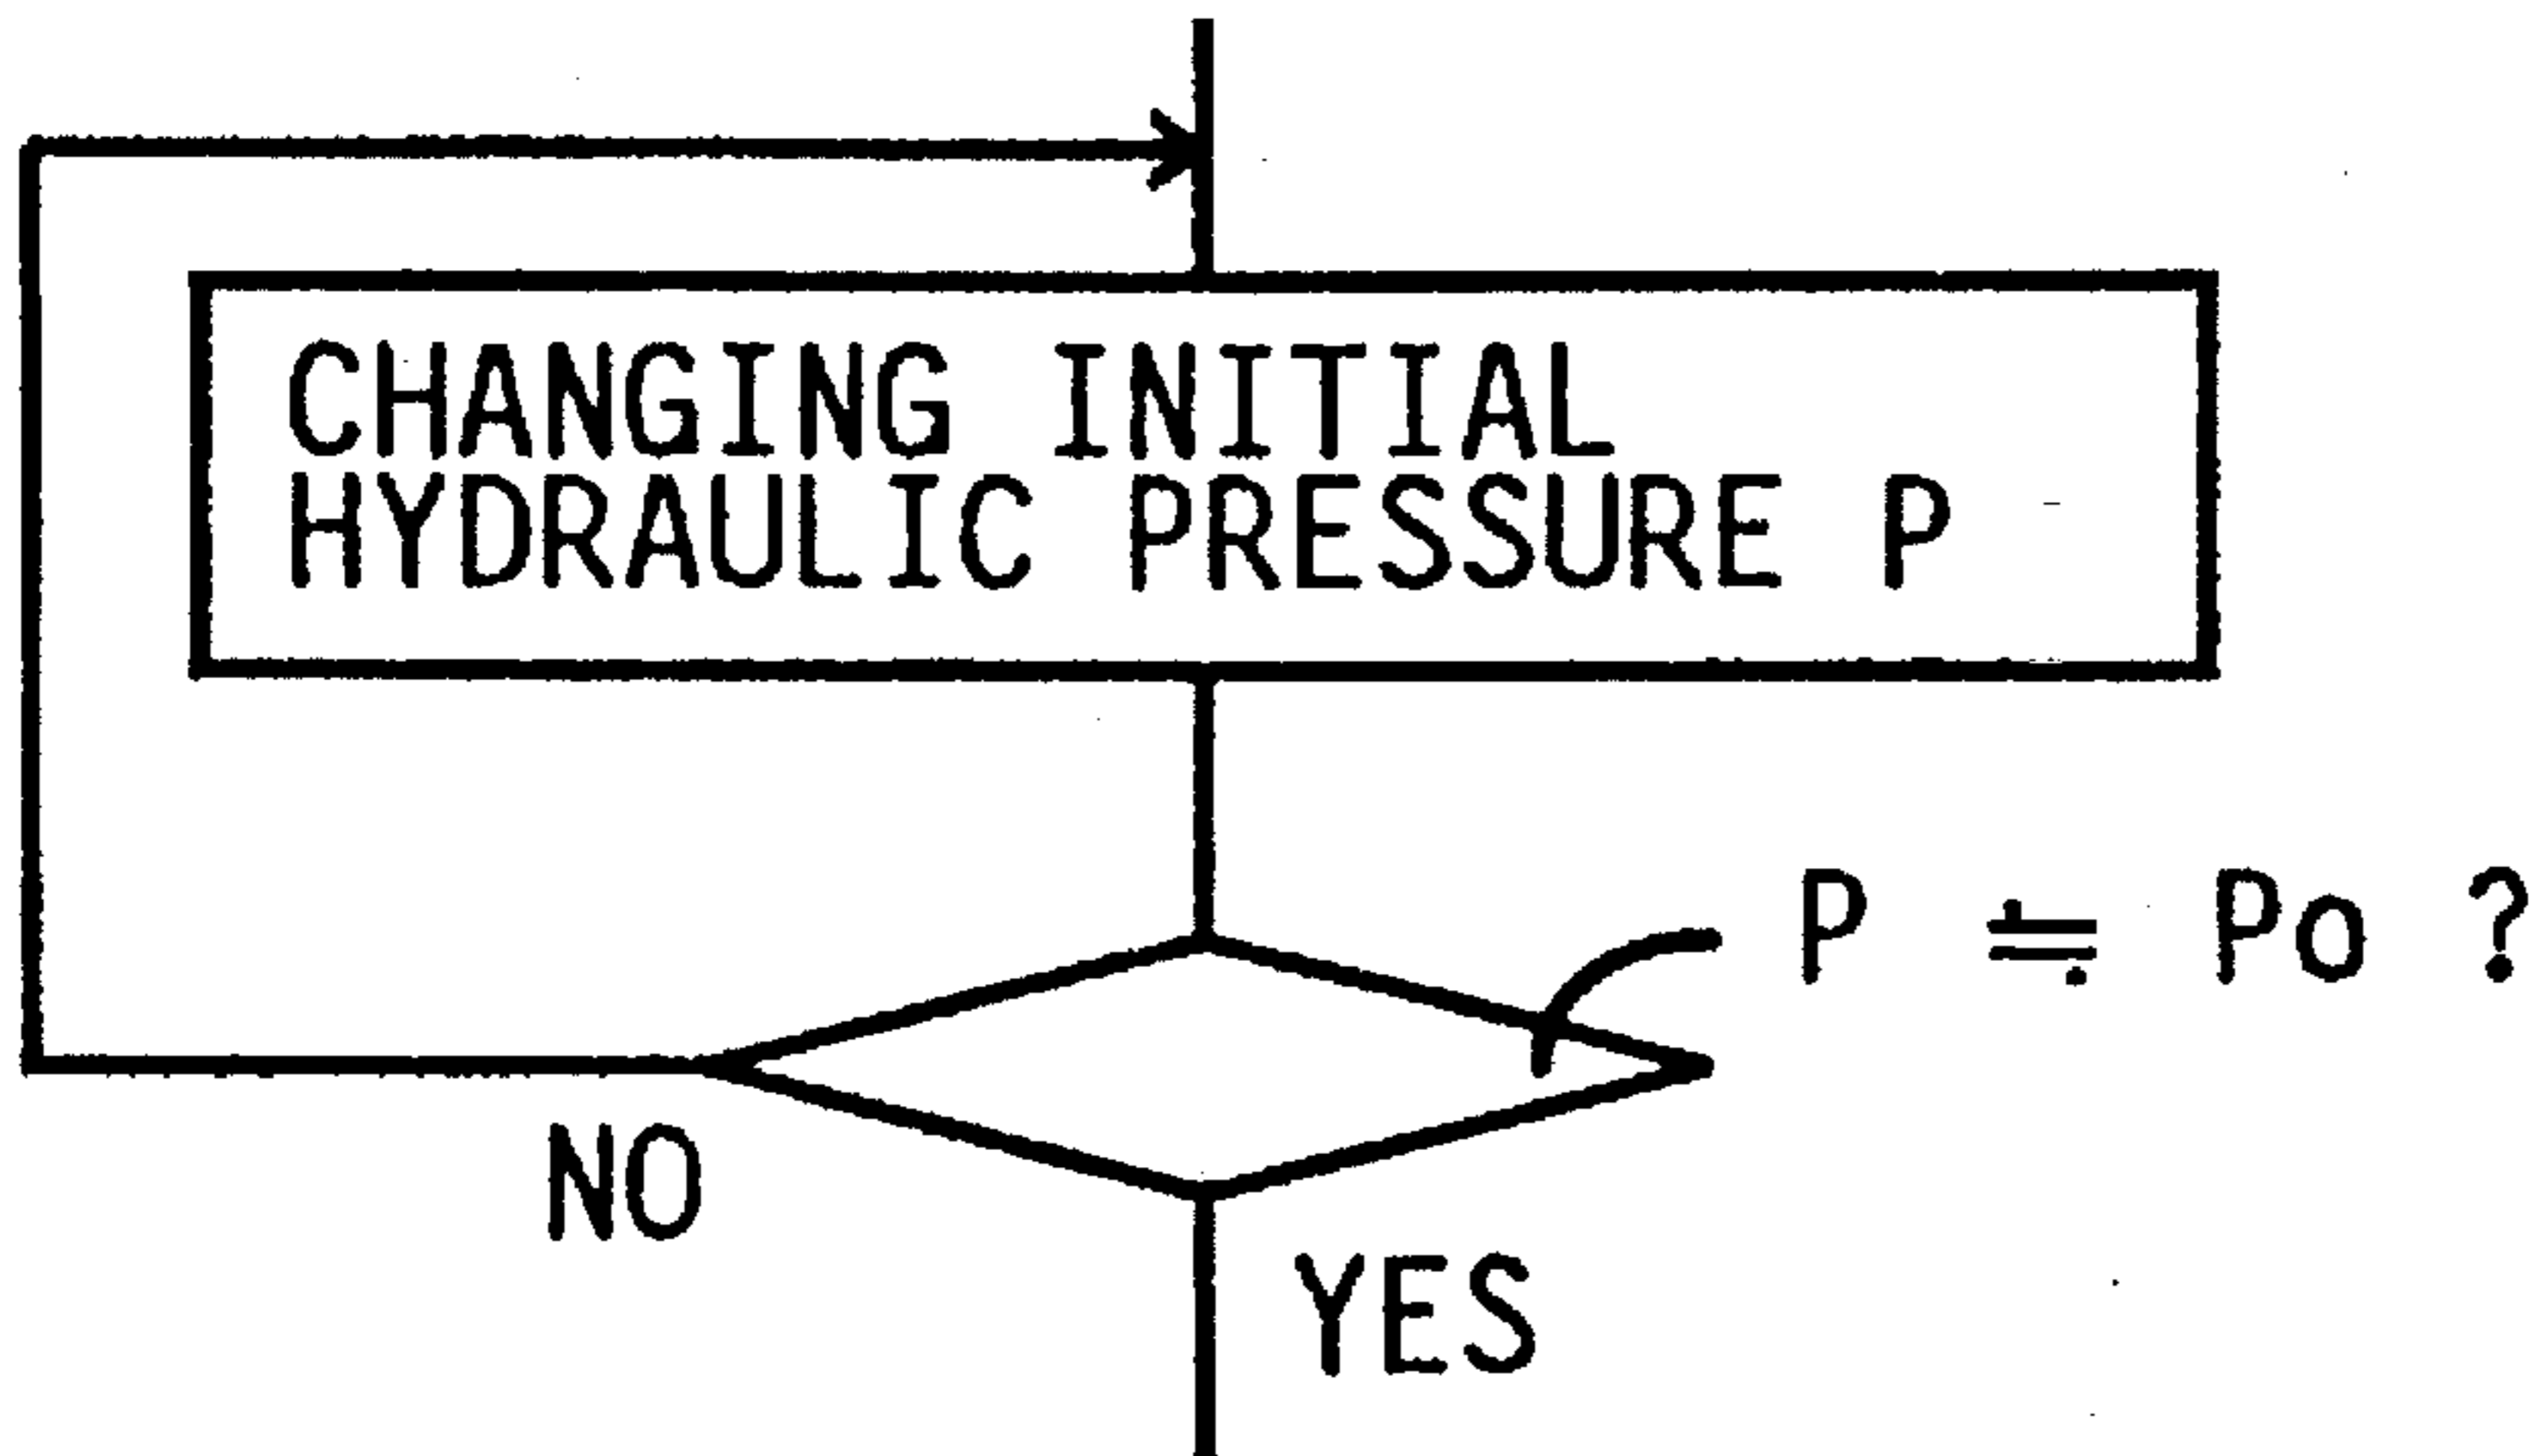 CHANGING INITIAL
HYDRAULIC PRESSURE P
P ≒ Po ?
NO
YES